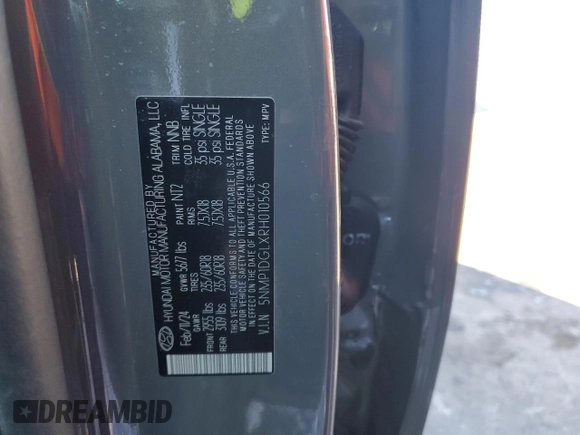 MANUFACTURED BY
HYUNDAI MOTOR MANUFACTURING ALABAMA, LLC
Feb/11/24 GVWR 5677 lbs PAINT NT2 TRIM NNB
GAWR TIRES RIMS COLD TIRE INFL
FRONT 2955 lbs 235/60R18 7.5JX18 35 psi SINGLE
REAR 3109 lbs 235/60R18 7.5JX18 35 psi SINGLE
THIS VEHICLE CONFORMS TO ALL APPLICABLE U.S.A. FEDERAL
MOTOR VEHICLE SAFETY AND THEFT PREVENTION STANDARDS
IN EFFECT ON THE DATE OF MANUFACTURE SHOWN ABOVE
V.I.N 5NMP1DGLXRH010566 TYPE: MPV
DREAMBID